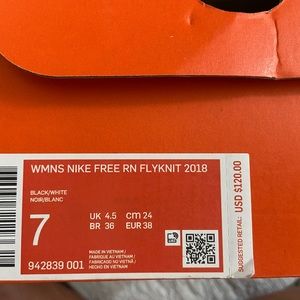 WMNS NIKE FREE RN FLYKNIT 2018
BLACK/WHITE
NOIR/BLANC
7
UK 4.5 cm 24
BR 36 EUR 38
942839 001
MADE IN VIETNAM /
FABRIQUE AU VIETNAM /
FABRICADO NO VIETNÃ /
HECHO EN VIETNAM
SUGGESTED RETAIL: USD $120.00